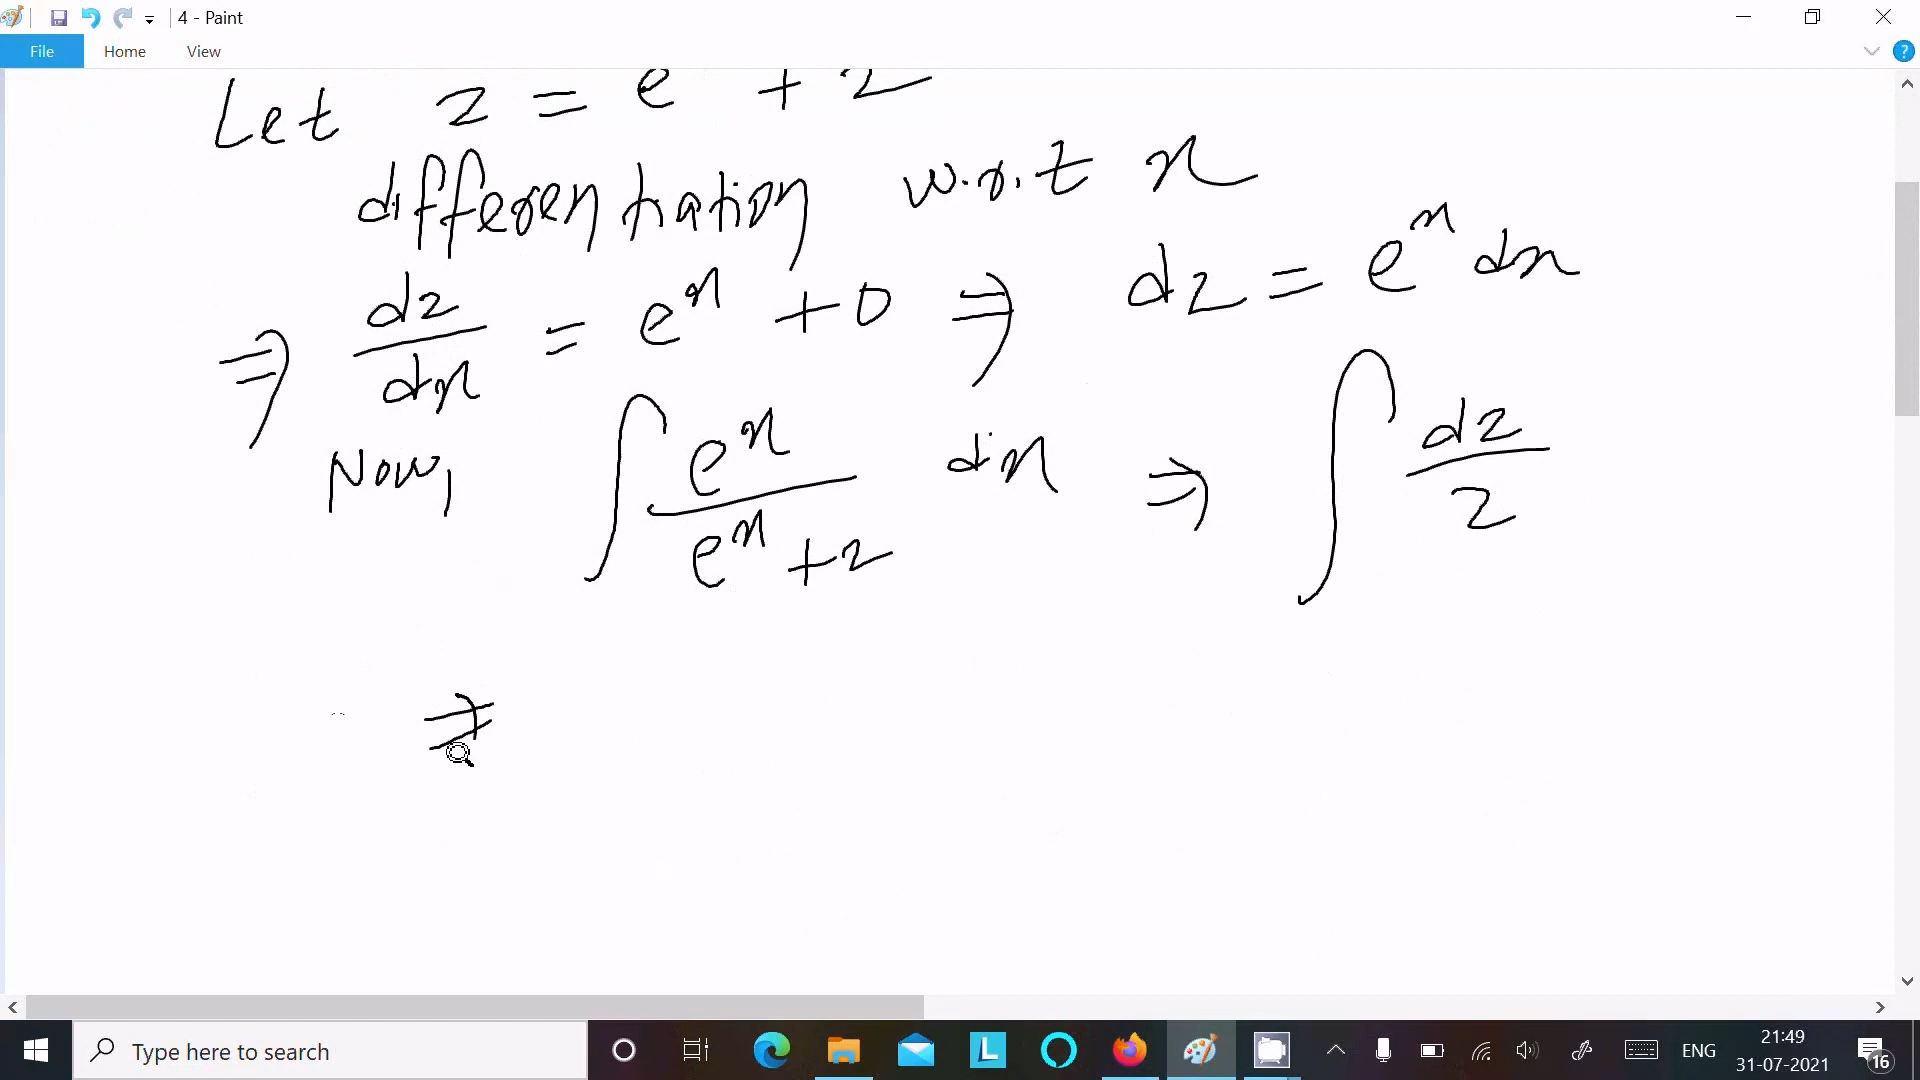 4 - Paint
File Home View
Let z = e + 2
differentiation w.r.t x
⇒ dz/dx = e^x + 0 ⇒ dz = e^x dx
Now, ∫ e^x/(e^x + 2) dx ⇒ ∫ dz/z
⇒
Type here to search
ENG
21:49
31-07-2021
16